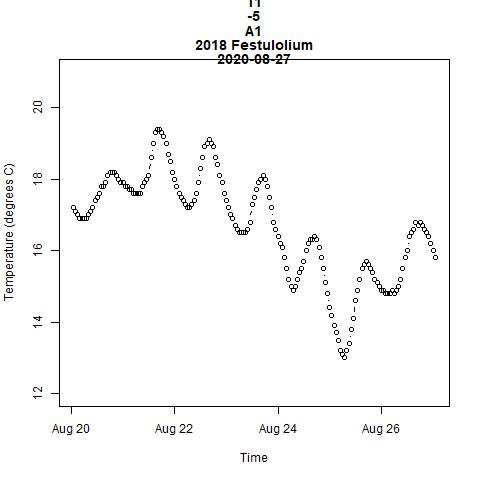 T1
-5
A1
2018 Festulolium
2020-08-27
Temperature (degrees C)
20
18
16
14
12
Aug 20
Aug 22
Aug 24
Aug 26
Time